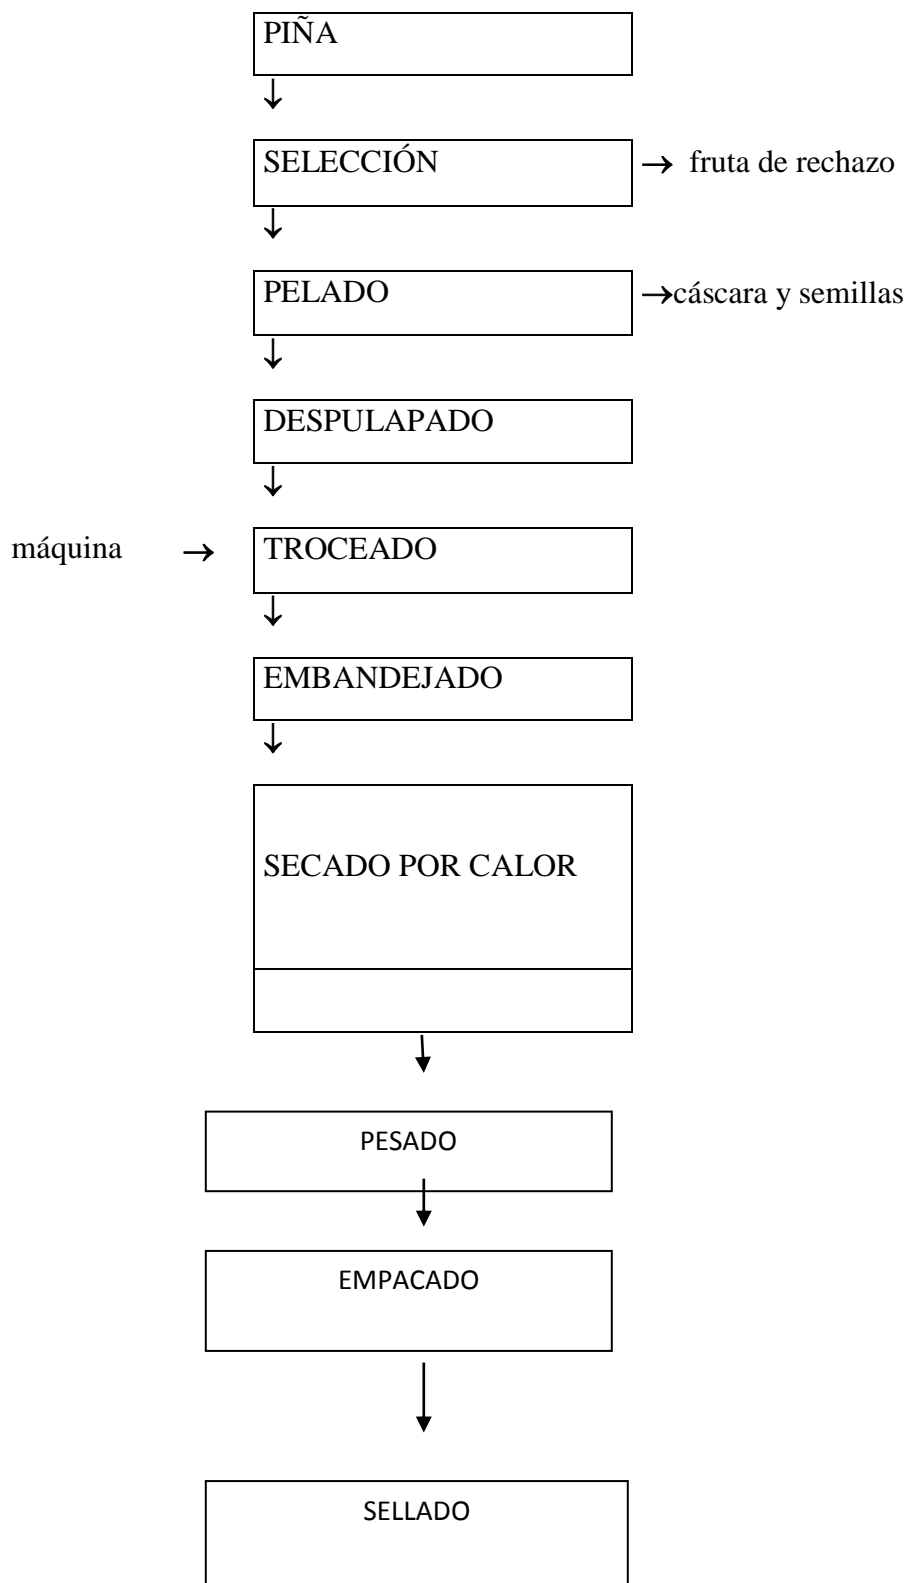 PIÑA
↓
SELECCIÓN → fruta de rechazo
↓
PELADO →cáscara y semillas
↓
DESPULAPADO
↓
máquina → TROCEADO
↓
EMBANDEJADO
↓
SECADO POR CALOR
PESADO
EMPACADO
SELLADO